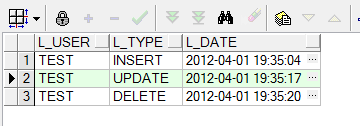 L_USER L_TYPE L_DATE
1 TEST INSERT 2012-04-01 19:35:04 ...
2 TEST UPDATE 2012-04-01 19:35:17 ...
3 TEST DELETE 2012-04-01 19:35:20 ...